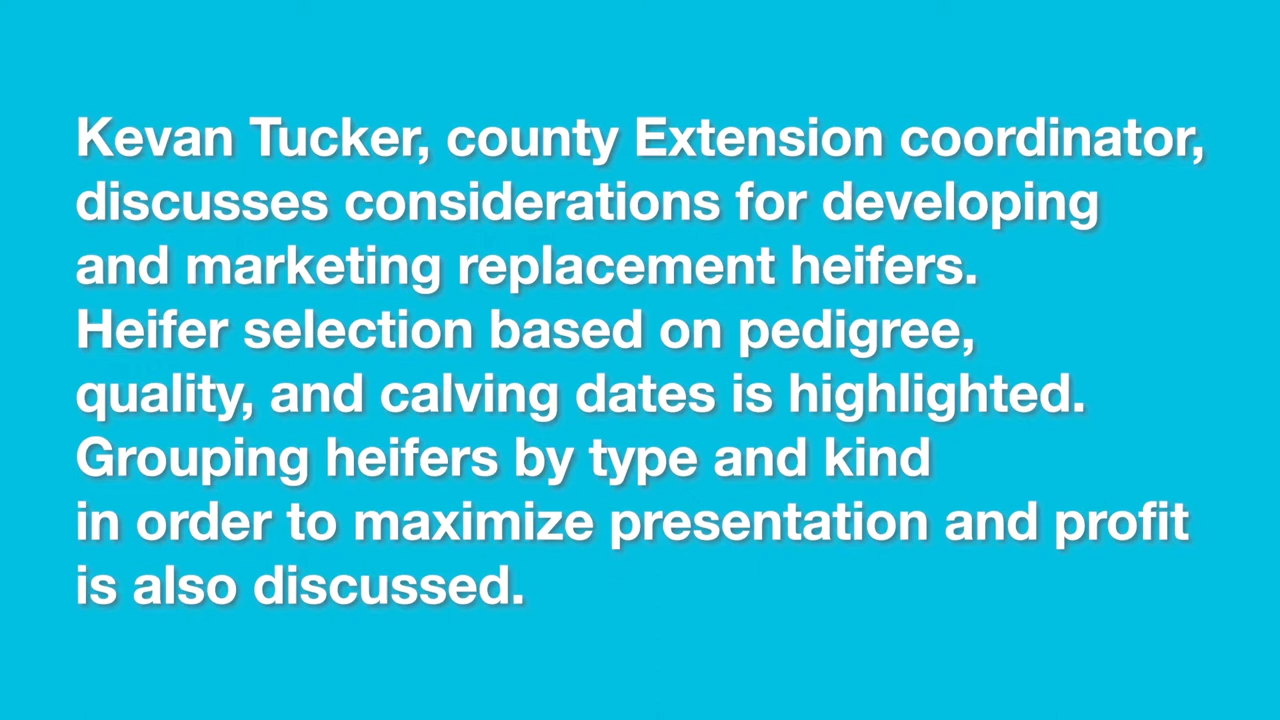 Kevan Tucker, county Extension coordinator,
discusses considerations for developing
and marketing replacement heifers.
Heifer selection based on pedigree,
quality, and calving dates is highlighted.
Grouping heifers by type and kind
in order to maximize presentation and profit
is also discussed.